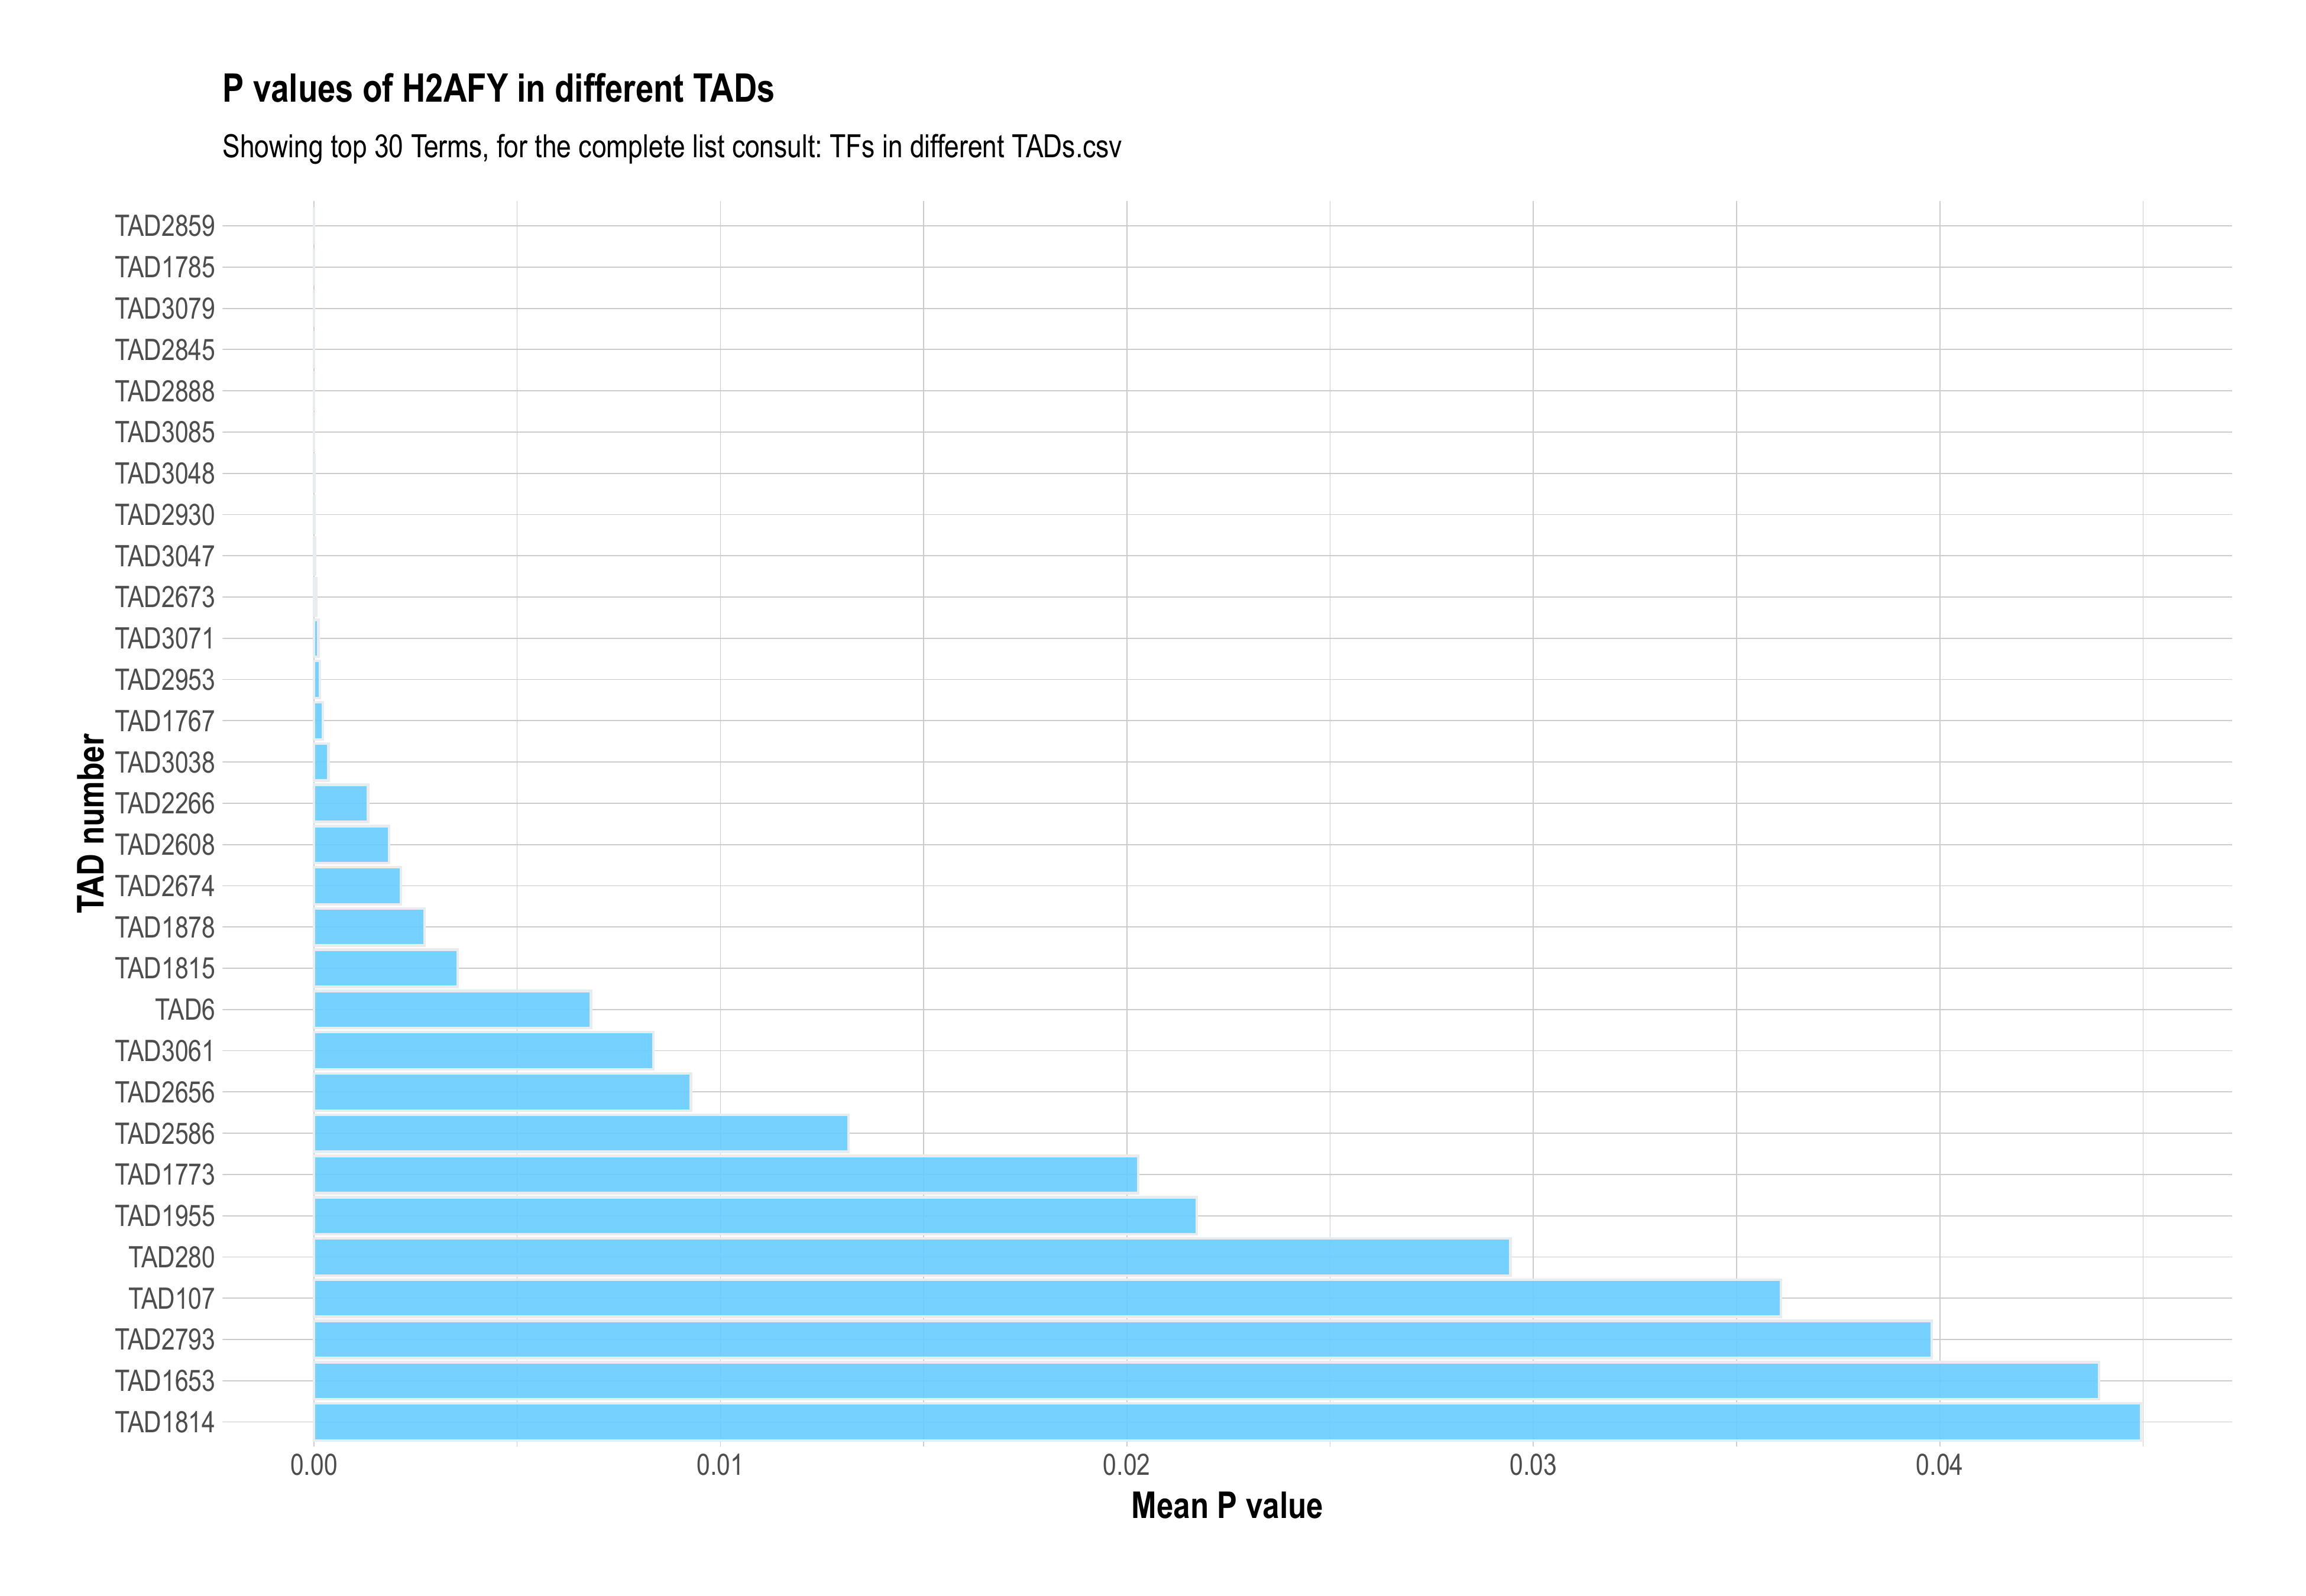 P values of H2AFY in different TADs
Showing top 30 Terms, for the complete list consult: TFs in different TADs.csv
TAD number
TAD2859
TAD1785
TAD3079
TAD2845
TAD2888
TAD3085
TAD3048
TAD2930
TAD3047
TAD2673
TAD3071
TAD2953
TAD1767
TAD3038
TAD2266
TAD2608
TAD2674
TAD1878
TAD1815
TAD6
TAD3061
TAD2656
TAD2586
TAD1773
TAD1955
TAD280
TAD107
TAD2793
TAD1653
TAD1814
0.00 0.01 0.02 0.03 0.04
Mean P value